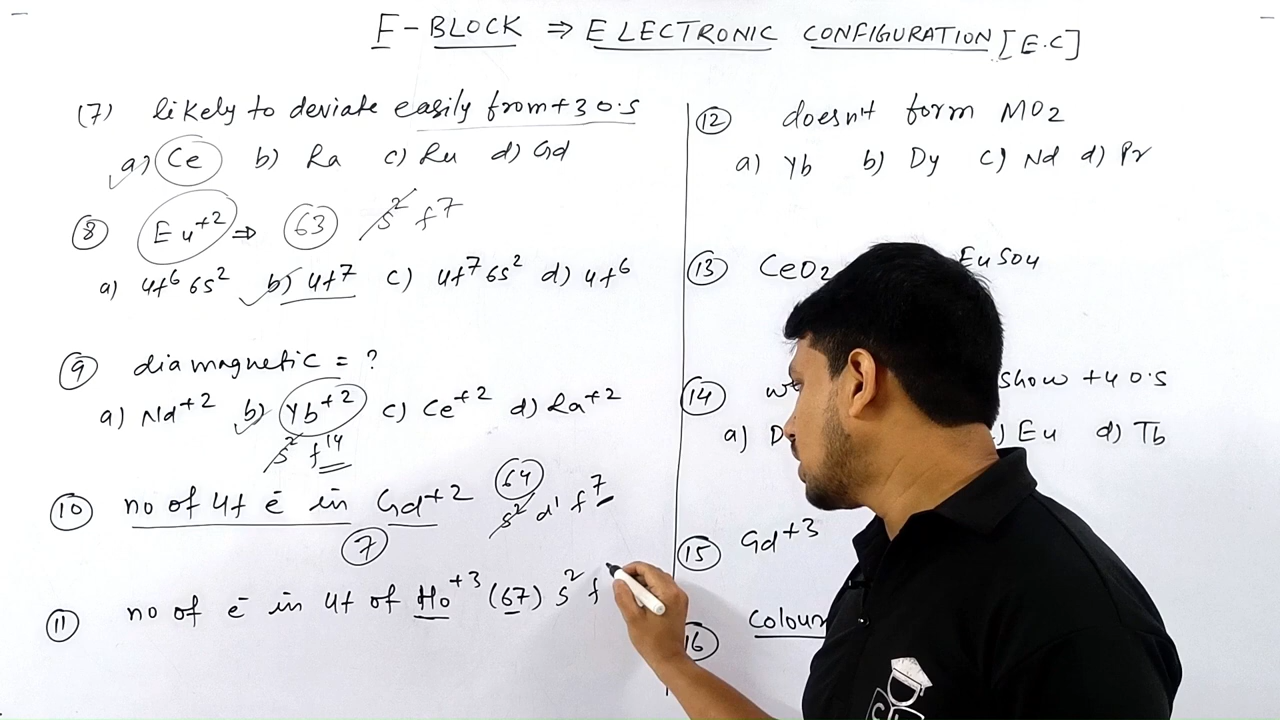 F-BLOCK ⇒ ELECTRONIC CONFIGURATION [E.C]
(7) likely to deviate easily from +3 O.S
a) Ce b) La c) Lu d) Gd
(8) Eu+2 ⇒ 63 s2 f7
a) 4f6 6s2 b) 4f7 c) 4f7 6s2 d) 4f6
(9) diamagnetic = ?
a) Nd+2 b) Yb+2 c) Ce+2 d) La+2
s2 f14
(10) no of 4f e- in Gd+2 64 s2 d1 f7
7
11 no of e- in 4f of Ho+3 (67) s2 f
(12) doesn't form MO2
a) Yb b) Dy c) Nd d) Pr
(13) CeO2 EuSO4
(14) show +4 O.S
a) D ) Eu d) Tb
(15) Gd+3
(16) Colour